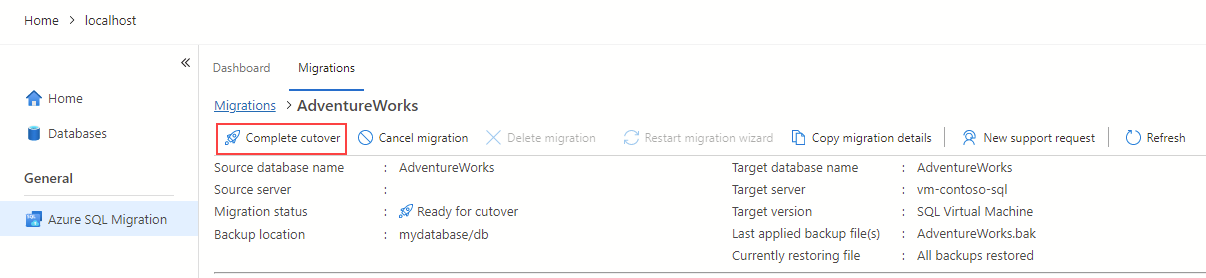 Home > localhost
«
Home
Databases
General
Azure SQL Migration
Dashboard Migrations
Migrations > AdventureWorks
Complete cutover Cancel migration Delete migration Restart migration wizard Copy migration details New support request Refresh
Source database name : AdventureWorks
Source server :
Migration status : Ready for cutover
Backup location : mydatabase/db
Target database name : AdventureWorks
Target server : vm-contoso-sql
Target version : SQL Virtual Machine
Last applied backup file(s) : AdventureWorks.bak
Currently restoring file : All backups restored